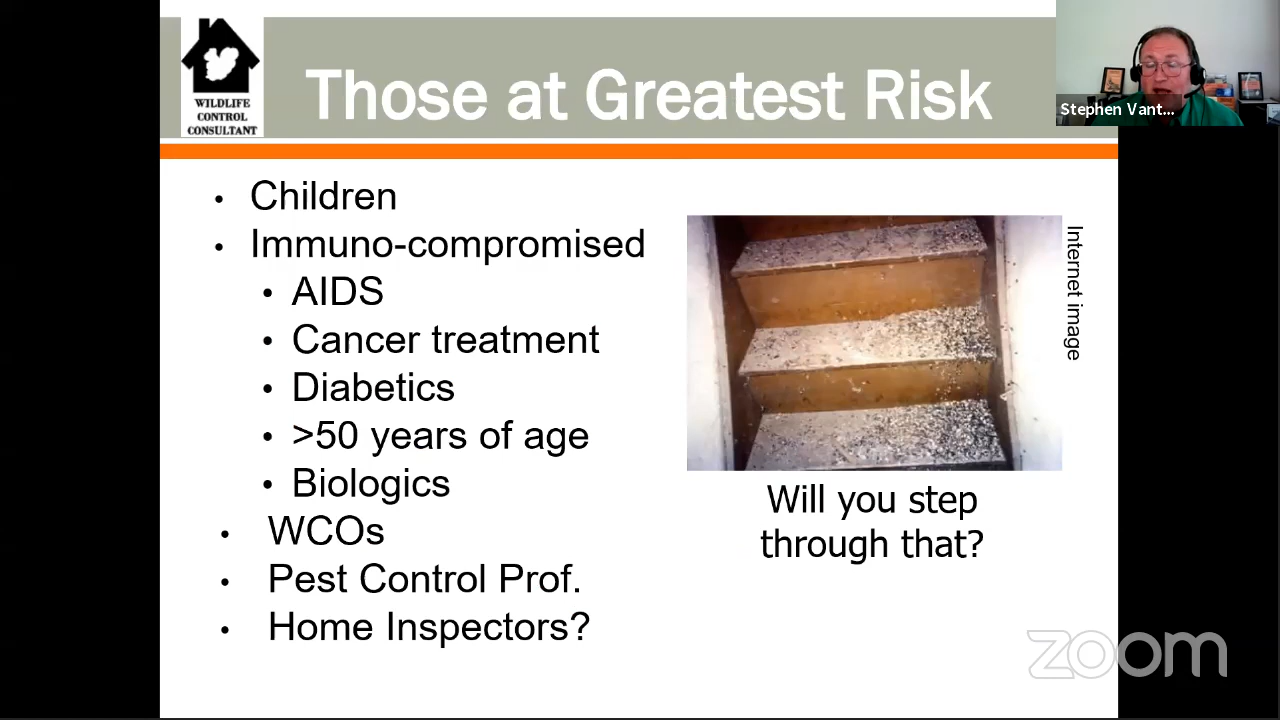 WILDLIFE
CONTROL
CONSULTANT
Those at Greatest Risk
Stephen Vant...
• Children
• Immuno-compromised
• AIDS
• Cancer treatment
• Diabetics
• >50 years of age
• Biologics
• WCOs
• Pest Control Prof.
• Home Inspectors?
Internet image
Will you step
through that?
zoom